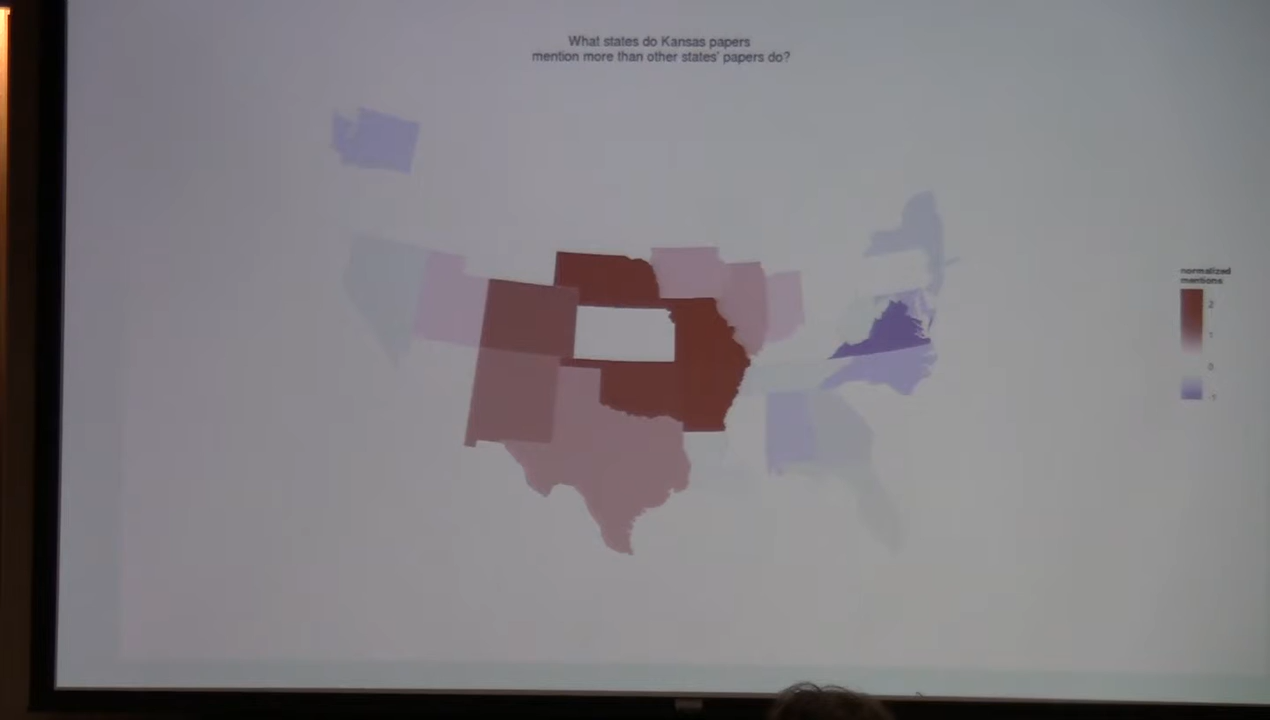 What states do Kansas papers
mention more than other states' papers do?
normalized
mentions
2
1
0
-1